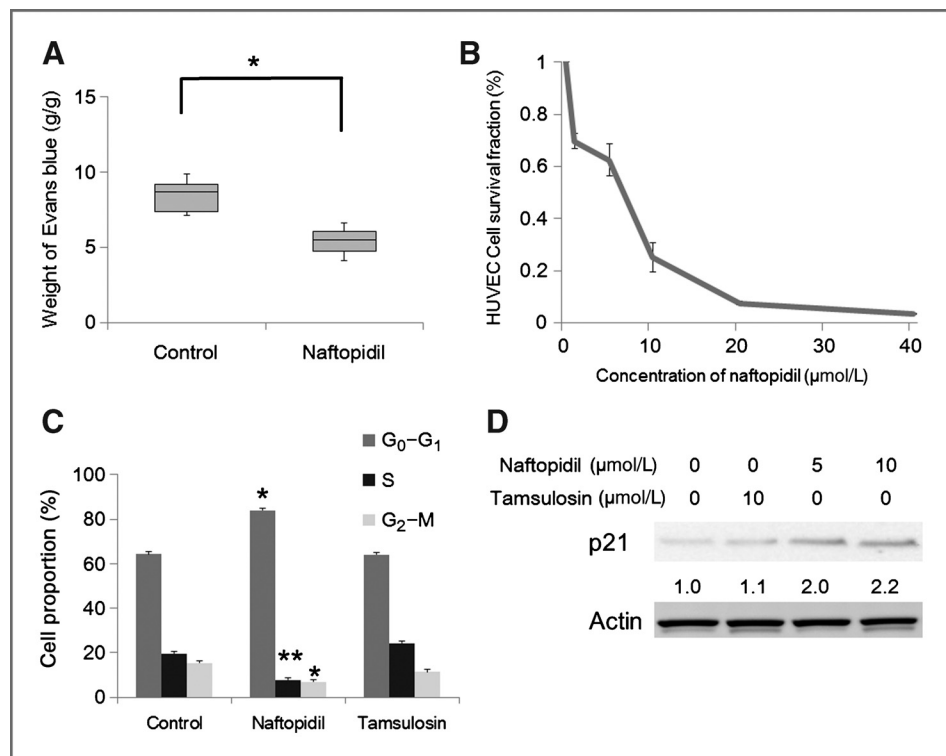 A
*
Weight of Evans blue (g/g)
15
10
5
0
Control Naftopidil
B
HUVEC Cell survival fraction (%)
1
0.8
0.6
0.4
0.2
0
0 10 20 30 40
Concentration of naftopidil (µmol/L)
C
G₀–G₁
S
G₂–M
Cell proportion (%)
100
80
60
40
20
0
*
** *
Control Naftopidil Tamsulosin
D
Naftopidil (µmol/L) 0 0 5 10
Tamsulosin (µmol/L) 0 10 0 0
p21
1.0 1.1 2.0 2.2
Actin